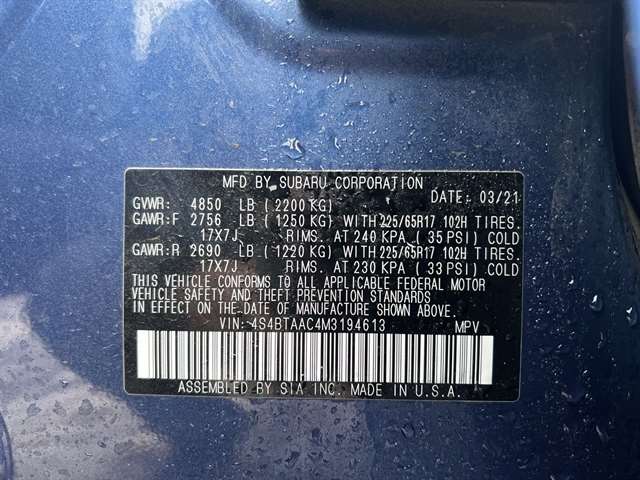 MFD BY SUBARU CORPORATION
GVWR: 4850 LB (2200 KG) DATE: 03/21
GAWR:F 2756 LB (1250 KG) WITH 225/65R17 102H TIRES.
17X7J RIMS. AT 240 KPA (35 PSI) COLD
GAWR:R 2690 LB (1220 KG) WITH 225/65R17 102H TIRES.
17X7J RIMS. AT 230 KPA (33 PSI) COLD
THIS VEHICLE CONFORMS TO ALL APPLICABLE FEDERAL MOTOR
VEHICLE SAFETY AND THEFT PREVENTION STANDARDS
IN EFFECT ON THE DATE OF MANUFACTURE SHOWN ABOVE.
VIN: 4S4BTAAC4M3194613 MPV
ASSEMBLED BY SIA INC. MADE IN U.S.A.